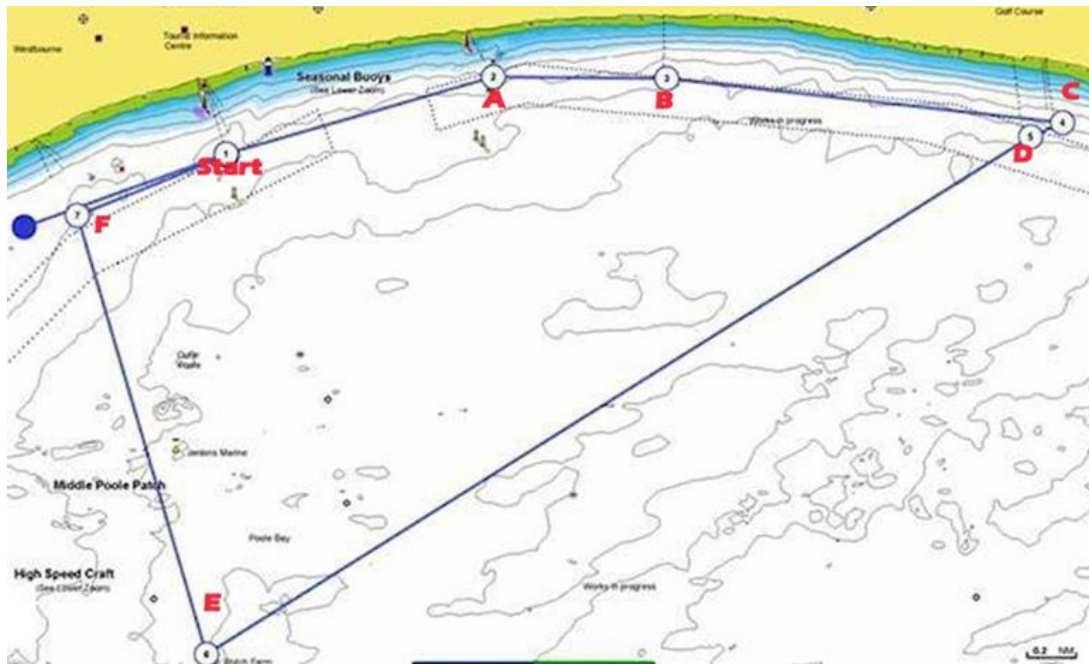 Golf Course
Westbourne
Tourist Information
Centre
Seasonal Buoys
(See Lower Zoom)
2
A
3
B
C
4
Works in progress
5
D
1
Start
7
F
Outer
Poole
Jenkins Marine
Middle Poole Patch
Poole Bay
High Speed Craft
(See Lower Zoom)
E
Works in progress
6
0.2 NM